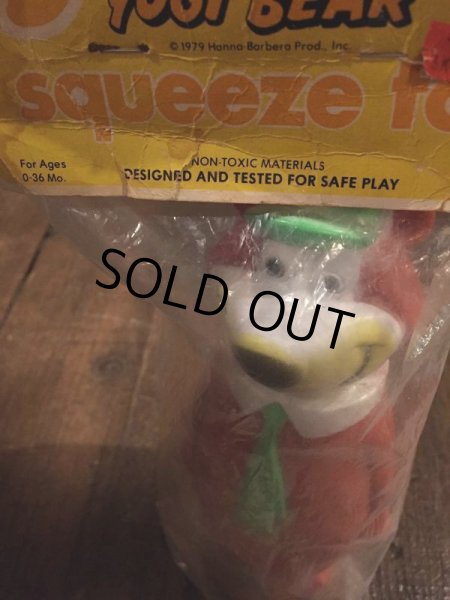 YOGI BEAR
© 1979 Hanna-Barbera Prod., Inc.
squeeze to
For Ages
0-36 Mo.
NON-TOXIC MATERIALS
DESIGNED AND TESTED FOR SAFE PLAY
SOLD OUT